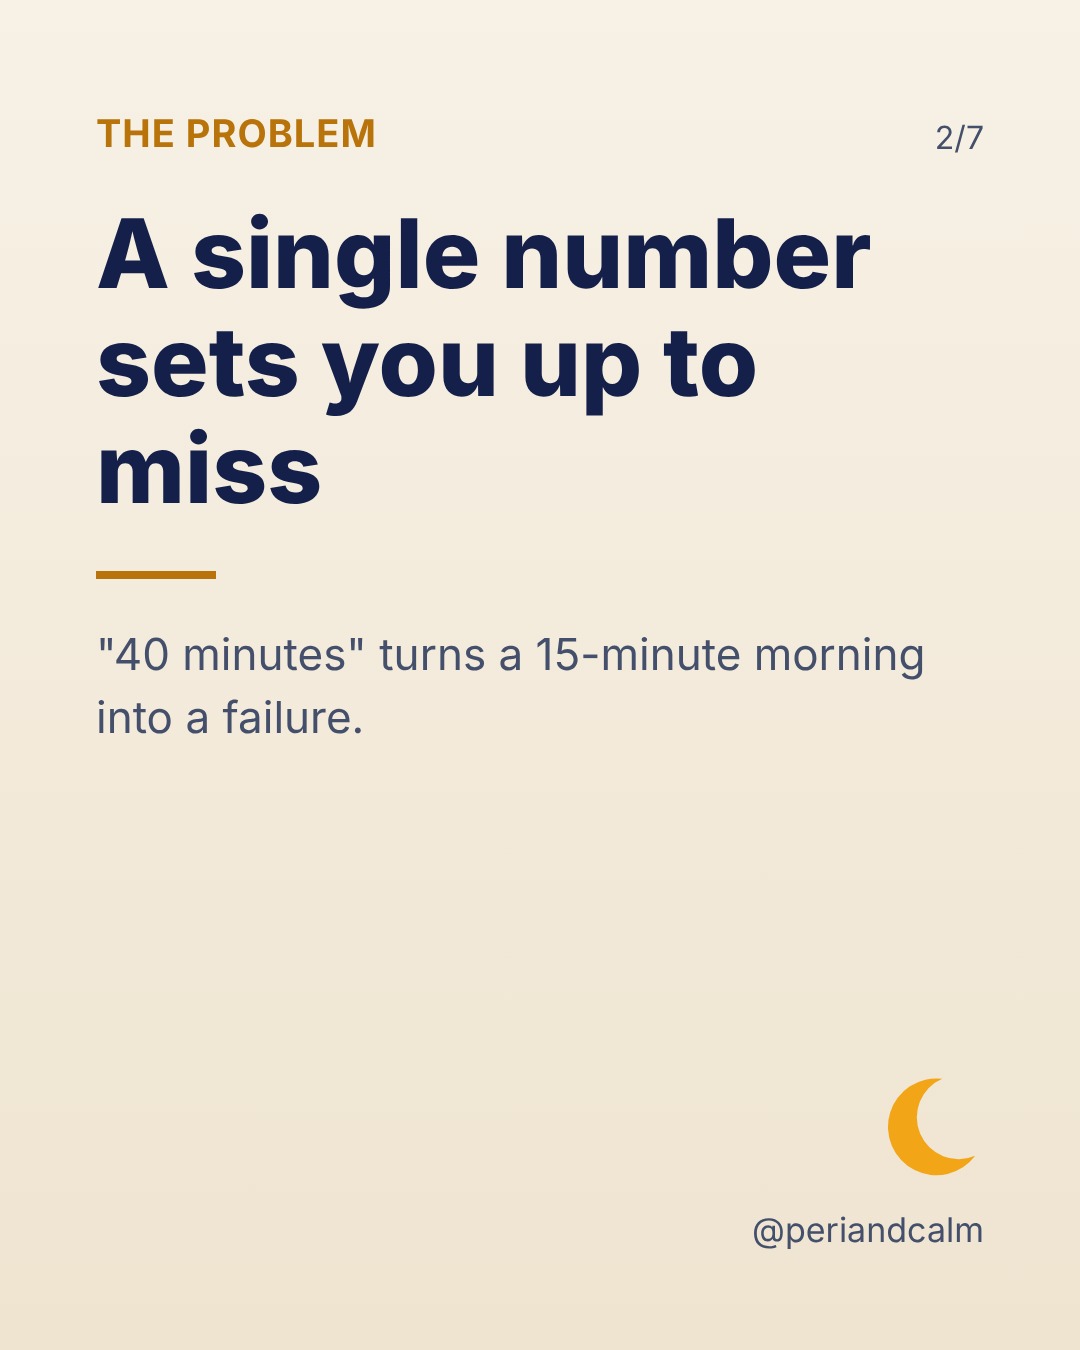 THE PROBLEM
2/7
A single number
sets you up to
miss
"40 minutes" turns a 15-minute morning
into a failure.
@periandcalm